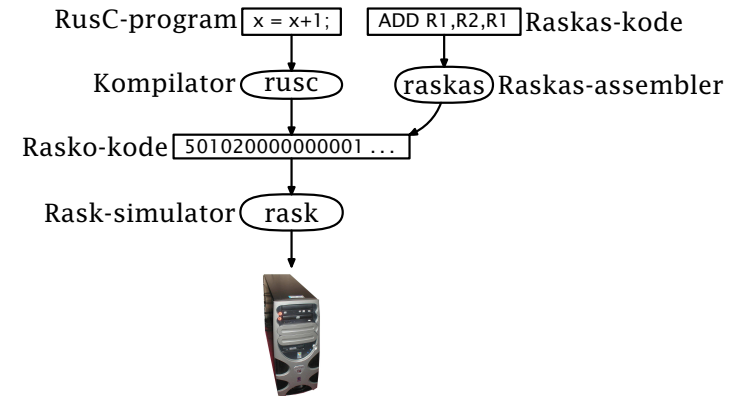 RusC-program x = x+1; ADD R1,R2,R1 Raskas-kode
Kompilator rusc raskas Raskas-assembler
Rasko-kode 501020000000001 ...
Rask-simulator rask